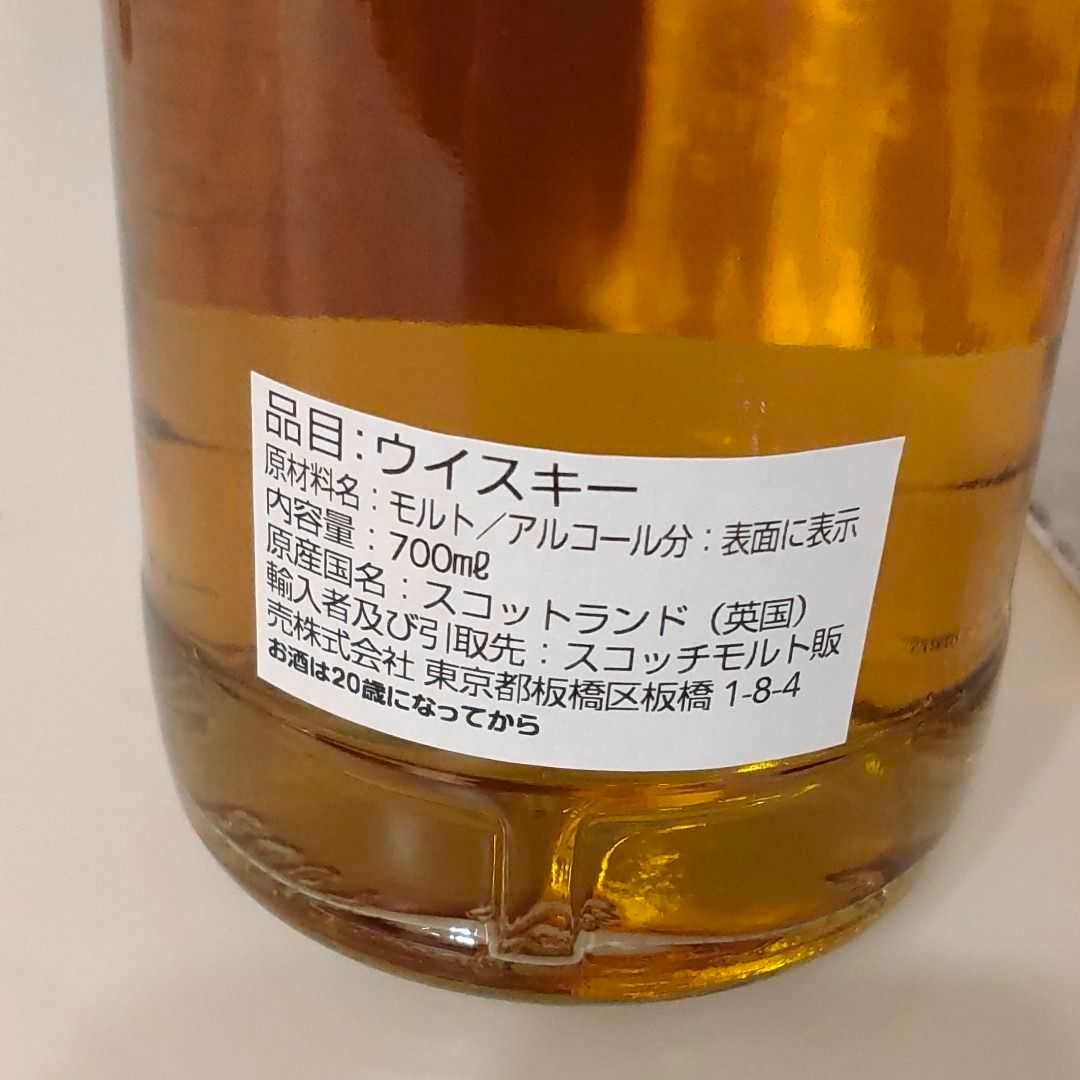 品目：ウイスキー
原材料名：モルト／アルコール分：表面に表示
内容量：700㎖
原産国名：スコットランド（英国）
輸入者及び引取先：スコッチモルト販
売株式会社 東京都板橋区板橋 1-8-4
お酒は20歳になってから